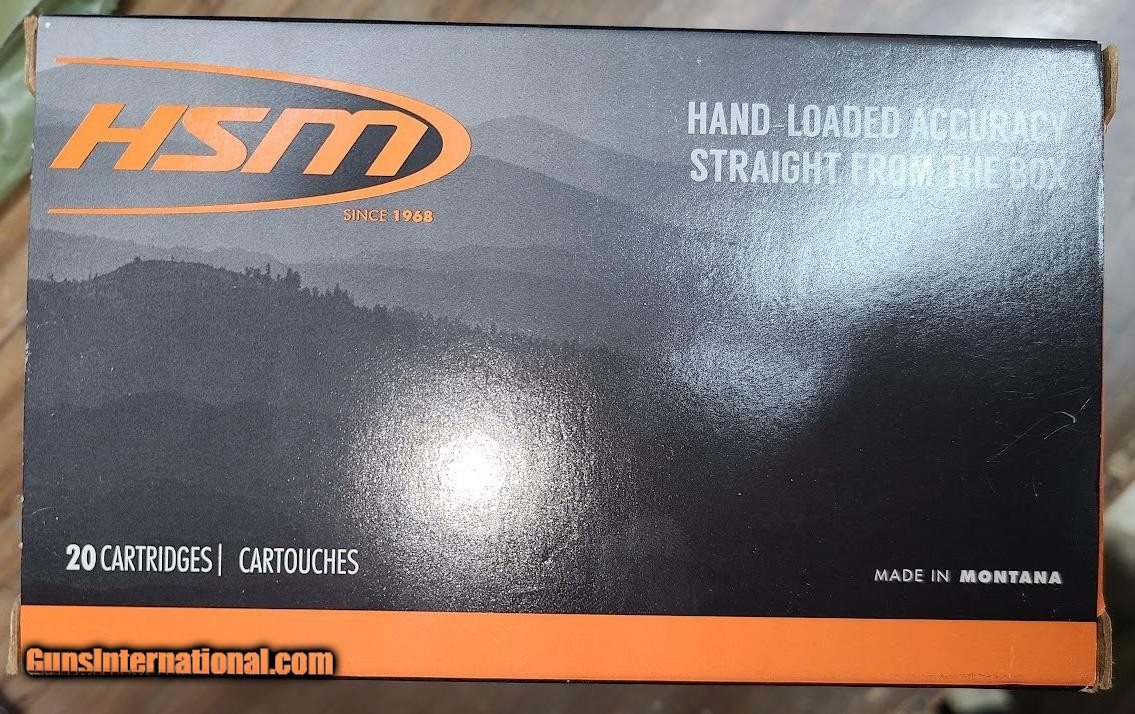 HSM
SINCE 1968
HAND-LOADED ACCURACY
STRAIGHT FROM THE BOX
20 CARTRIDGES | CARTOUCHES
MADE IN MONTANA
GunsInternational.com